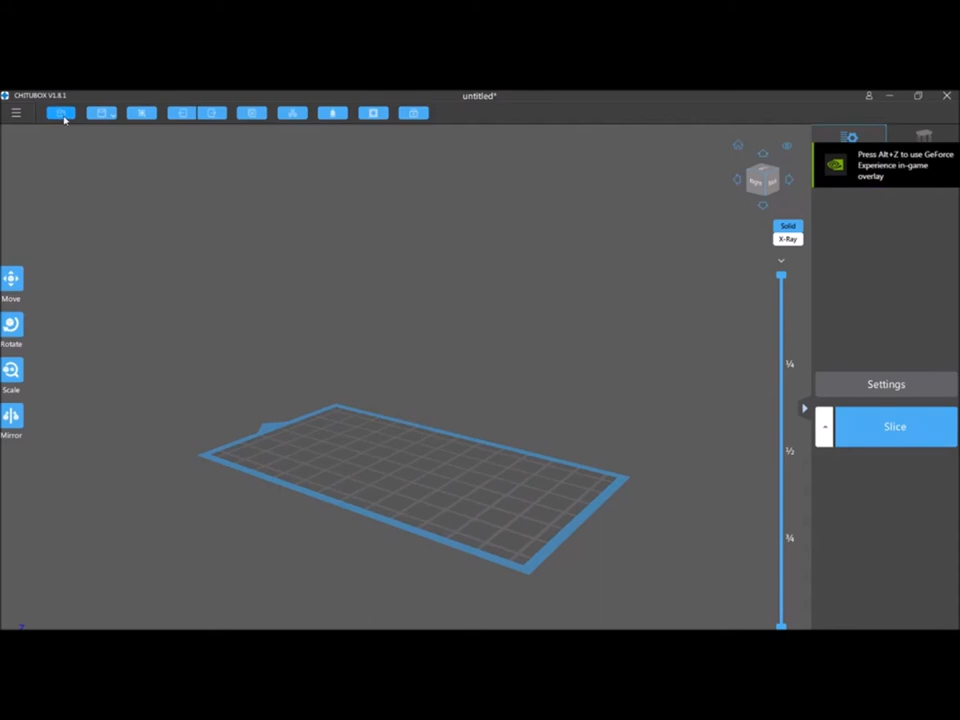 CHITUBOX V1.8.1
untitled*
Press Alt+Z to use GeForce
Experience in-game
overlay
Solid
X-Ray
Move
Rotate
Scale
Mirror
¼
½
¾
Settings
Slice
Z